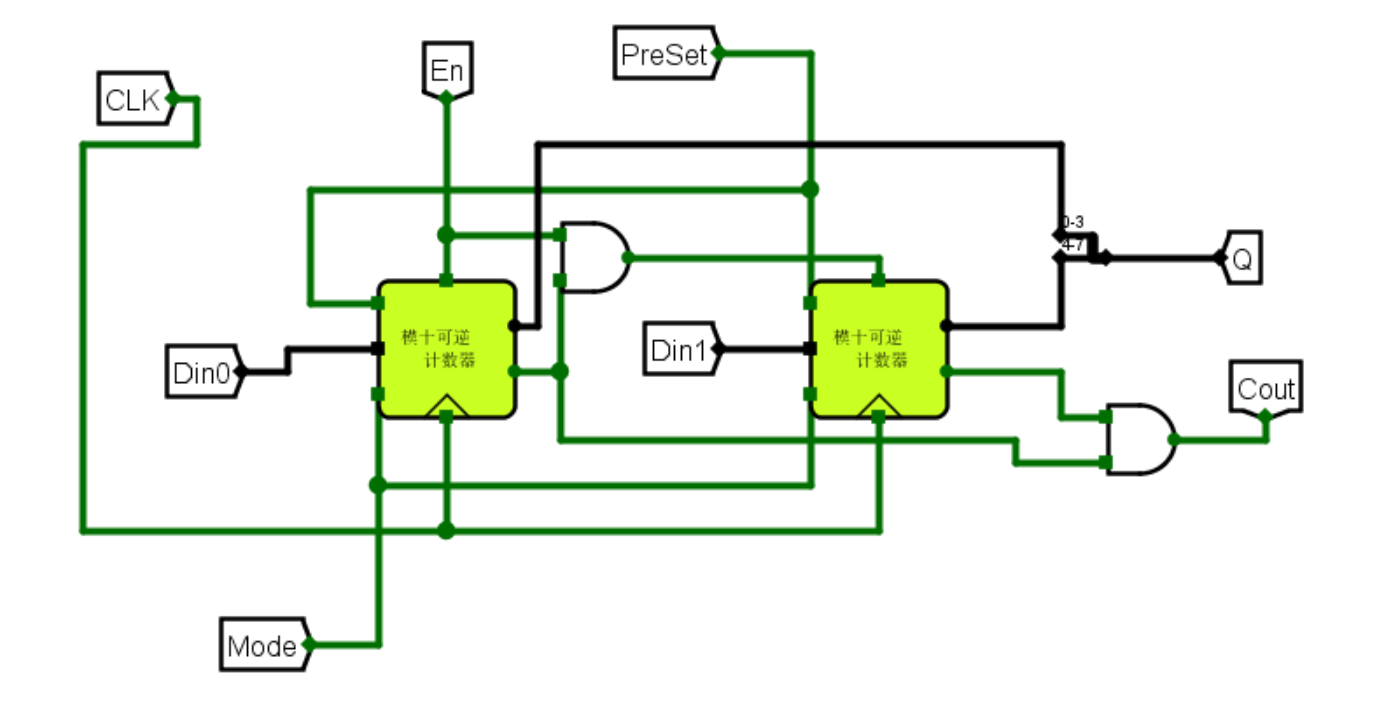 PreSet
En
CLK
0-3
4-7
Q
模十可逆
计数器
模十可逆
计数器
Din1
Din0
Cout
Mode